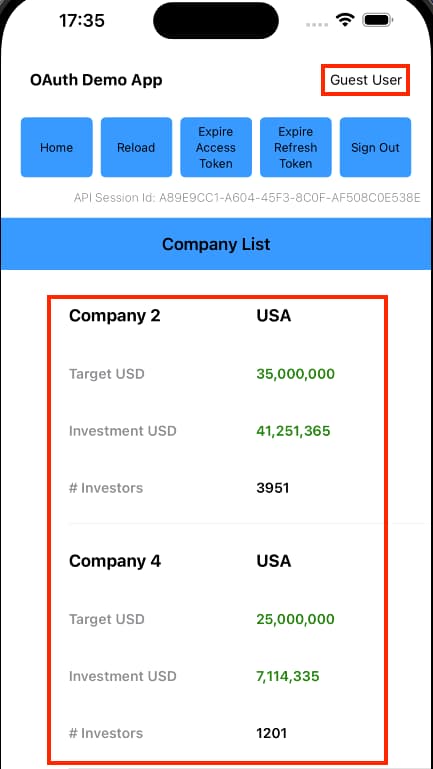 17:35
OAuth Demo App
Guest User
Home
Reload
Expire
Access
Token
Expire
Refresh
Token
Sign Out
API Session Id: A89E9CC1-A604-45F3-8C0F-AF508C0E538E
Company List
Company 2 USA
Target USD 35,000,000
Investment USD 41,251,365
# Investors 3951
Company 4 USA
Target USD 25,000,000
Investment USD 7,114,335
# Investors 1201